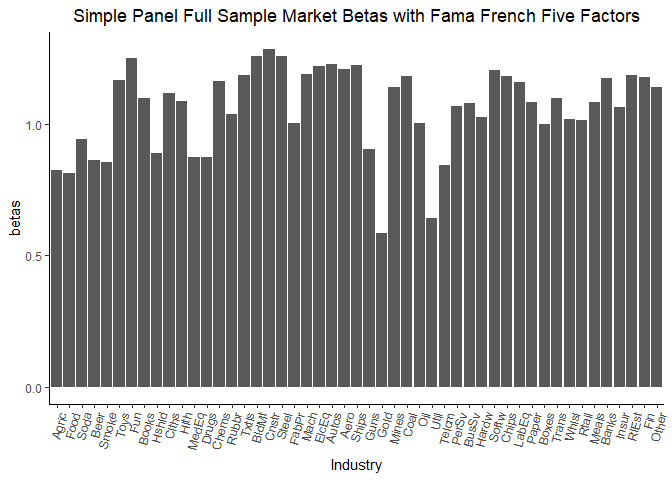 Simple Panel Full Sample Market Betas with Fama French Five Factors
betas
1.0
0.5
0.0
Agric Food Soda Beer Smoke Toys Fun Books Hshld Clths Hlth MedEq Drugs Chems Rubbr Txtls BldMt Cnstr Steel FabPr Mach ElcEq Autos Aero Ships Guns Gold Mines Coal Oil Util Telcm PerSv BusSv Hardw Softw Chips LabEq Paper Boxes Trans Whlsl Rtail Meals Banks Insur RlEst Fin Other
Industry